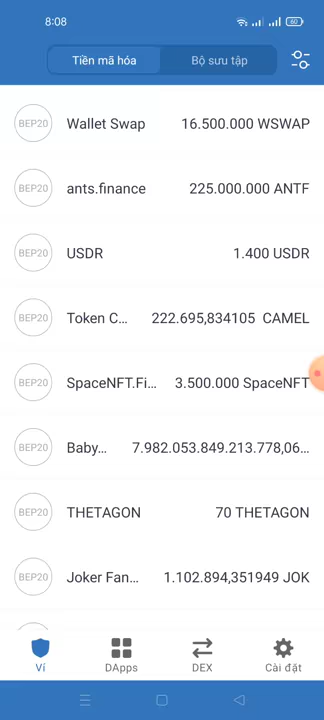 8:08
60
Tiền mã hóa
Bộ sưu tập
BEP20 Wallet Swap 16.500.000 WSWAP
BEP20 ants.finance 225.000.000 ANTF
BEP20 USDR 1.400 USDR
BEP20 Token C... 222.695,834105 CAMEL
BEP20 SpaceNFT.Fi... 3.500.000 SpaceNFT
BEP20 Baby... 7.982.053.849.213.778,06...
BEP20 THETAGON 70 THETAGON
BEP20 Joker Fan... 1.102.894,351949 JOK
Ví DApps DEX Cài đặt